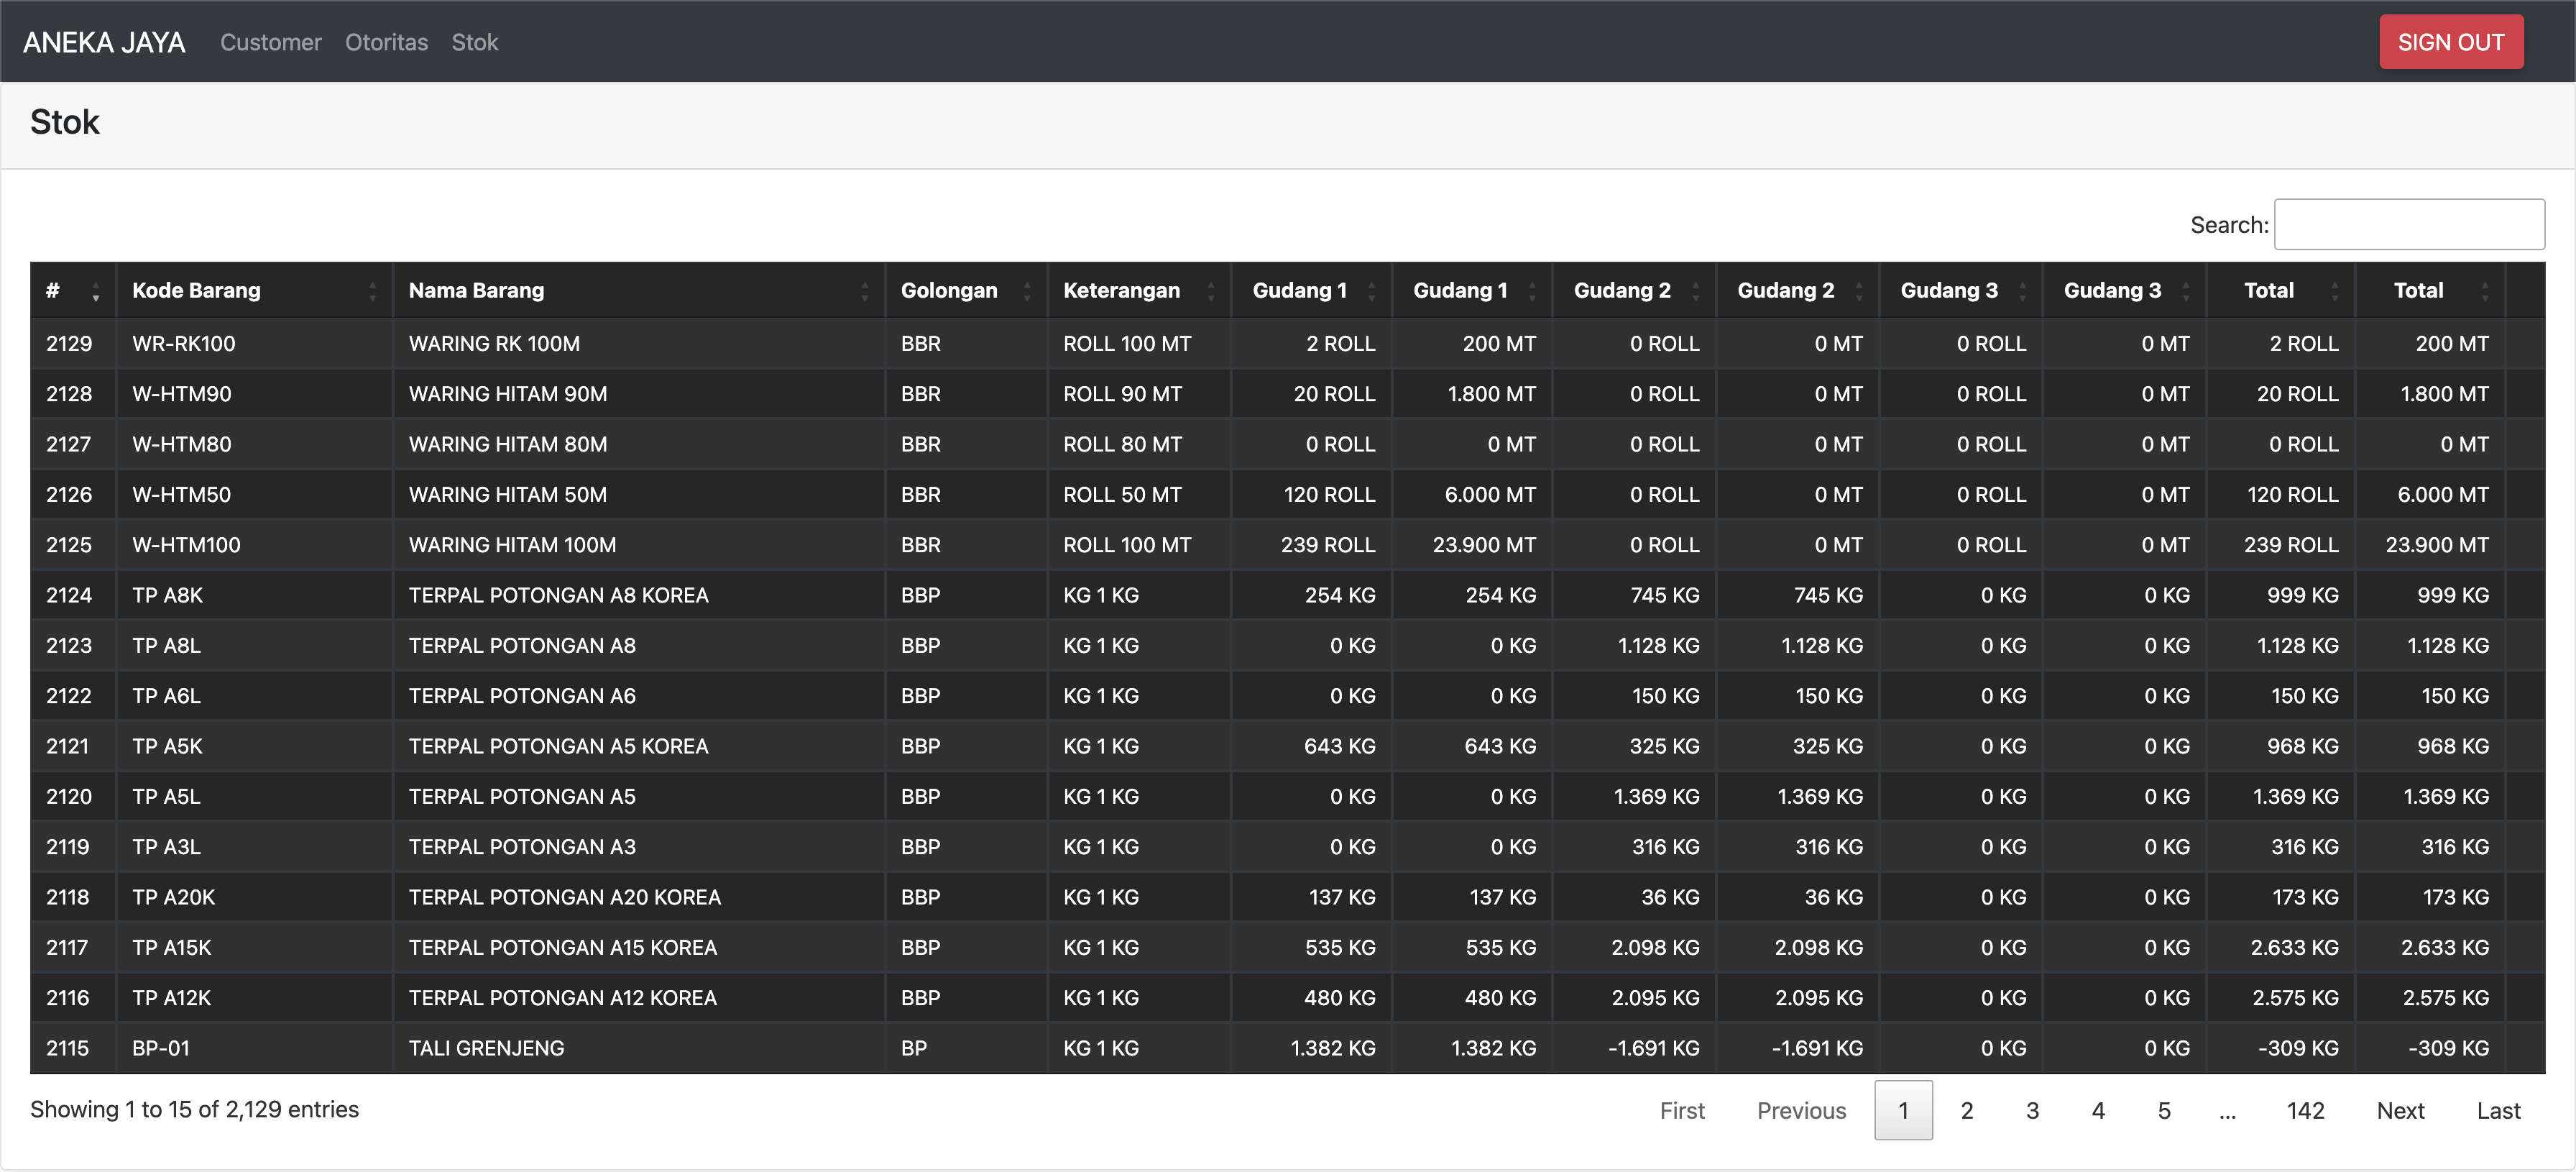 ANEKA JAYA Customer Otoritas Stok SIGN OUT
Stok
Search:
# Kode Barang Nama Barang Golongan Keterangan Gudang 1 Gudang 1 Gudang 2 Gudang 2 Gudang 3 Gudang 3 Total Total
2129 WR-RK100 WARING RK 100M BBR ROLL 100 MT 2 ROLL 200 MT 0 ROLL 0 MT 0 ROLL 0 MT 2 ROLL 200 MT
2128 W-HTM90 WARING HITAM 90M BBR ROLL 90 MT 20 ROLL 1.800 MT 0 ROLL 0 MT 0 ROLL 0 MT 20 ROLL 1.800 MT
2127 W-HTM80 WARING HITAM 80M BBR ROLL 80 MT 0 ROLL 0 MT 0 ROLL 0 MT 0 ROLL 0 MT 0 ROLL 0 MT
2126 W-HTM50 WARING HITAM 50M BBR ROLL 50 MT 120 ROLL 6.000 MT 0 ROLL 0 MT 0 ROLL 0 MT 120 ROLL 6.000 MT
2125 W-HTM100 WARING HITAM 100M BBR ROLL 100 MT 239 ROLL 23.900 MT 0 ROLL 0 MT 0 ROLL 0 MT 239 ROLL 23.900 MT
2124 TP A8K TERPAL POTONGAN A8 KOREA BBP KG 1 KG 254 KG 254 KG 745 KG 745 KG 0 KG 0 KG 999 KG 999 KG
2123 TP A8L TERPAL POTONGAN A8 BBP KG 1 KG 0 KG 0 KG 1.128 KG 1.128 KG 0 KG 0 KG 1.128 KG 1.128 KG
2122 TP A6L TERPAL POTONGAN A6 BBP KG 1 KG 0 KG 0 KG 150 KG 150 KG 0 KG 0 KG 150 KG 150 KG
2121 TP A5K TERPAL POTONGAN A5 KOREA BBP KG 1 KG 643 KG 643 KG 325 KG 325 KG 0 KG 0 KG 968 KG 968 KG
2120 TP A5L TERPAL POTONGAN A5 BBP KG 1 KG 0 KG 0 KG 1.369 KG 1.369 KG 0 KG 0 KG 1.369 KG 1.369 KG
2119 TP A3L TERPAL POTONGAN A3 BBP KG 1 KG 0 KG 0 KG 316 KG 316 KG 0 KG 0 KG 316 KG 316 KG
2118 TP A20K TERPAL POTONGAN A20 KOREA BBP KG 1 KG 137 KG 137 KG 36 KG 36 KG 0 KG 0 KG 173 KG 173 KG
2117 TP A15K TERPAL POTONGAN A15 KOREA BBP KG 1 KG 535 KG 535 KG 2.098 KG 2.098 KG 0 KG 0 KG 2.633 KG 2.633 KG
2116 TP A12K TERPAL POTONGAN A12 KOREA BBP KG 1 KG 480 KG 480 KG 2.095 KG 2.095 KG 0 KG 0 KG 2.575 KG 2.575 KG
2115 BP-01 TALI GRENJENG BP KG 1 KG 1.382 KG 1.382 KG -1.691 KG -1.691 KG 0 KG 0 KG -309 KG -309 KG
Showing 1 to 15 of 2,129 entries First Previous 1 2 3 4 5 ... 142 Next Last